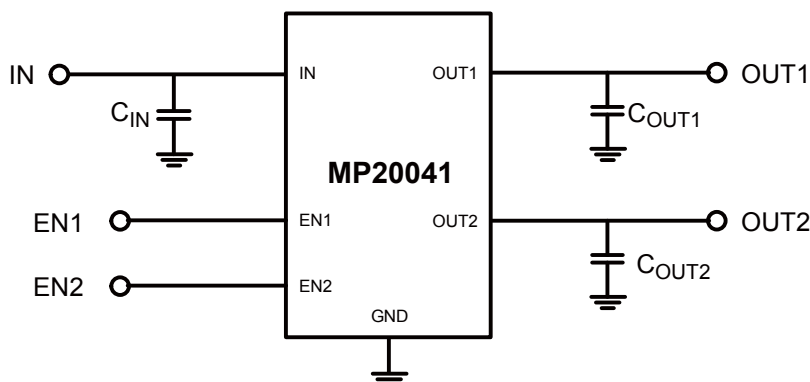 IN
C_IN
IN
OUT1
OUT1
C_OUT1
MP20041
EN1
EN1
OUT2
OUT2
C_OUT2
EN2
EN2
GND